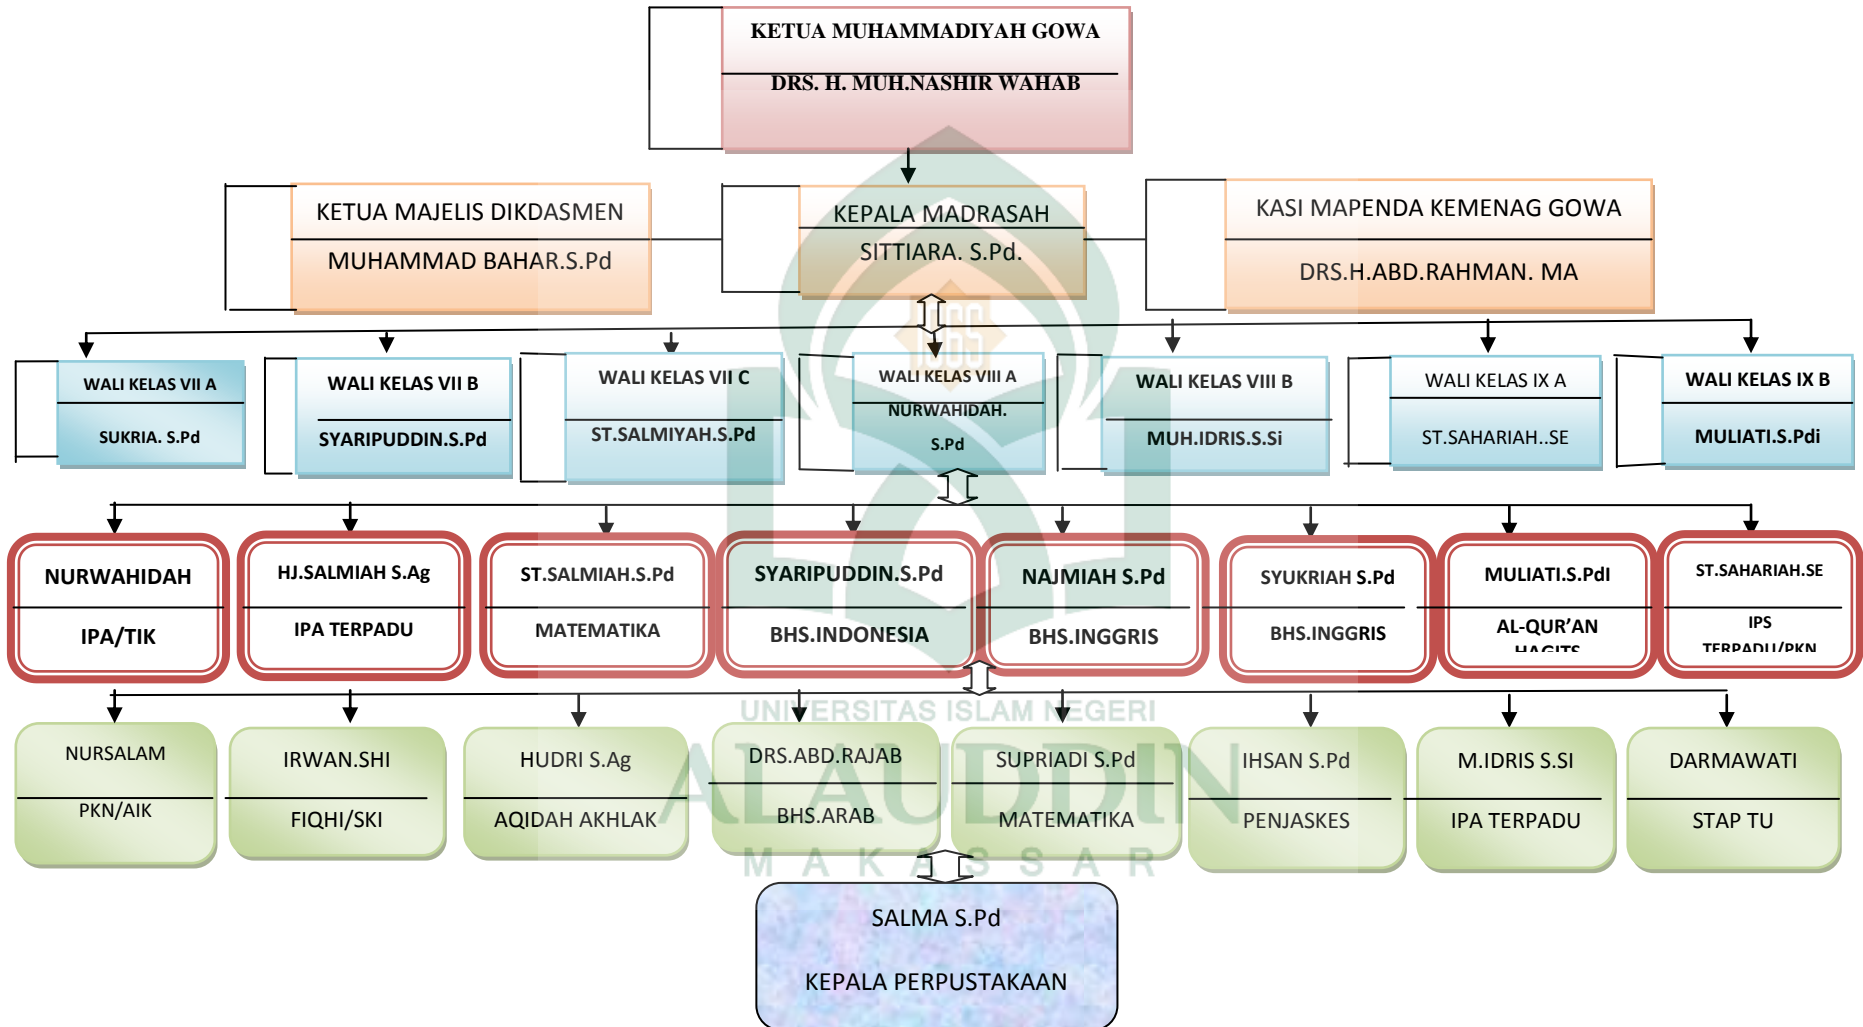 KETUA MUHAMMADIYAH GOWA
DRS. H. MUH.NASHIR WAHAB
KETUA MAJELIS DIKDASMEN
MUHAMMAD BAHAR.S.Pd
KEPALA MADRASAH
SITTIARA. S.Pd.
KASI MAPENDA KEMENAG GOWA
DRS.H.ABD.RAHMAN. MA
WALI KELAS VII A
SUKRIA. S.Pd
WALI KELAS VII B
SYARIPUDDIN.S.Pd
WALI KELAS VII C
ST.SALMIYAH.S.Pd
WALI KELAS VIII A
NURWAHIDAH.
S.Pd
WALI KELAS VIII B
MUH.IDRIS.S.Si
WALI KELAS IX A
ST.SAHARIAH..SE
WALI KELAS IX B
MULIATI.S.Pdi
NURWAHIDAH
IPA/TIK
HJ.SALMIAH S.Ag
IPA TERPADU
ST.SALMIAH.S.Pd
MATEMATIKA
SYARIPUDDIN.S.Pd
BHS.INDONESIA
NAJMIAH S.Pd
BHS.INGGRIS
SYUKRIAH S.Pd
BHS.INGGRIS
MULIATI.S.PdI
AL-QUR'AN
HAGITS
ST.SAHARIAH.SE
IPS
TERPADU/PKN
UNIVERSITAS ISLAM NEGERI
NURSALAM
PKN/AIK
IRWAN.SHI
FIQHI/SKI
HUDRI S.Ag
AQIDAH AKHLAK
DRS.ABD.RAJAB
BHS.ARAB
SUPRIADI S.Pd
MATEMATIKA
IHSAN S.Pd
PENJASKES
M.IDRIS S.SI
IPA TERPADU
DARMAWATI
STAP TU
ALAUDDIN
MAKASSAR
SALMA S.Pd
KEPALA PERPUSTAKAAN